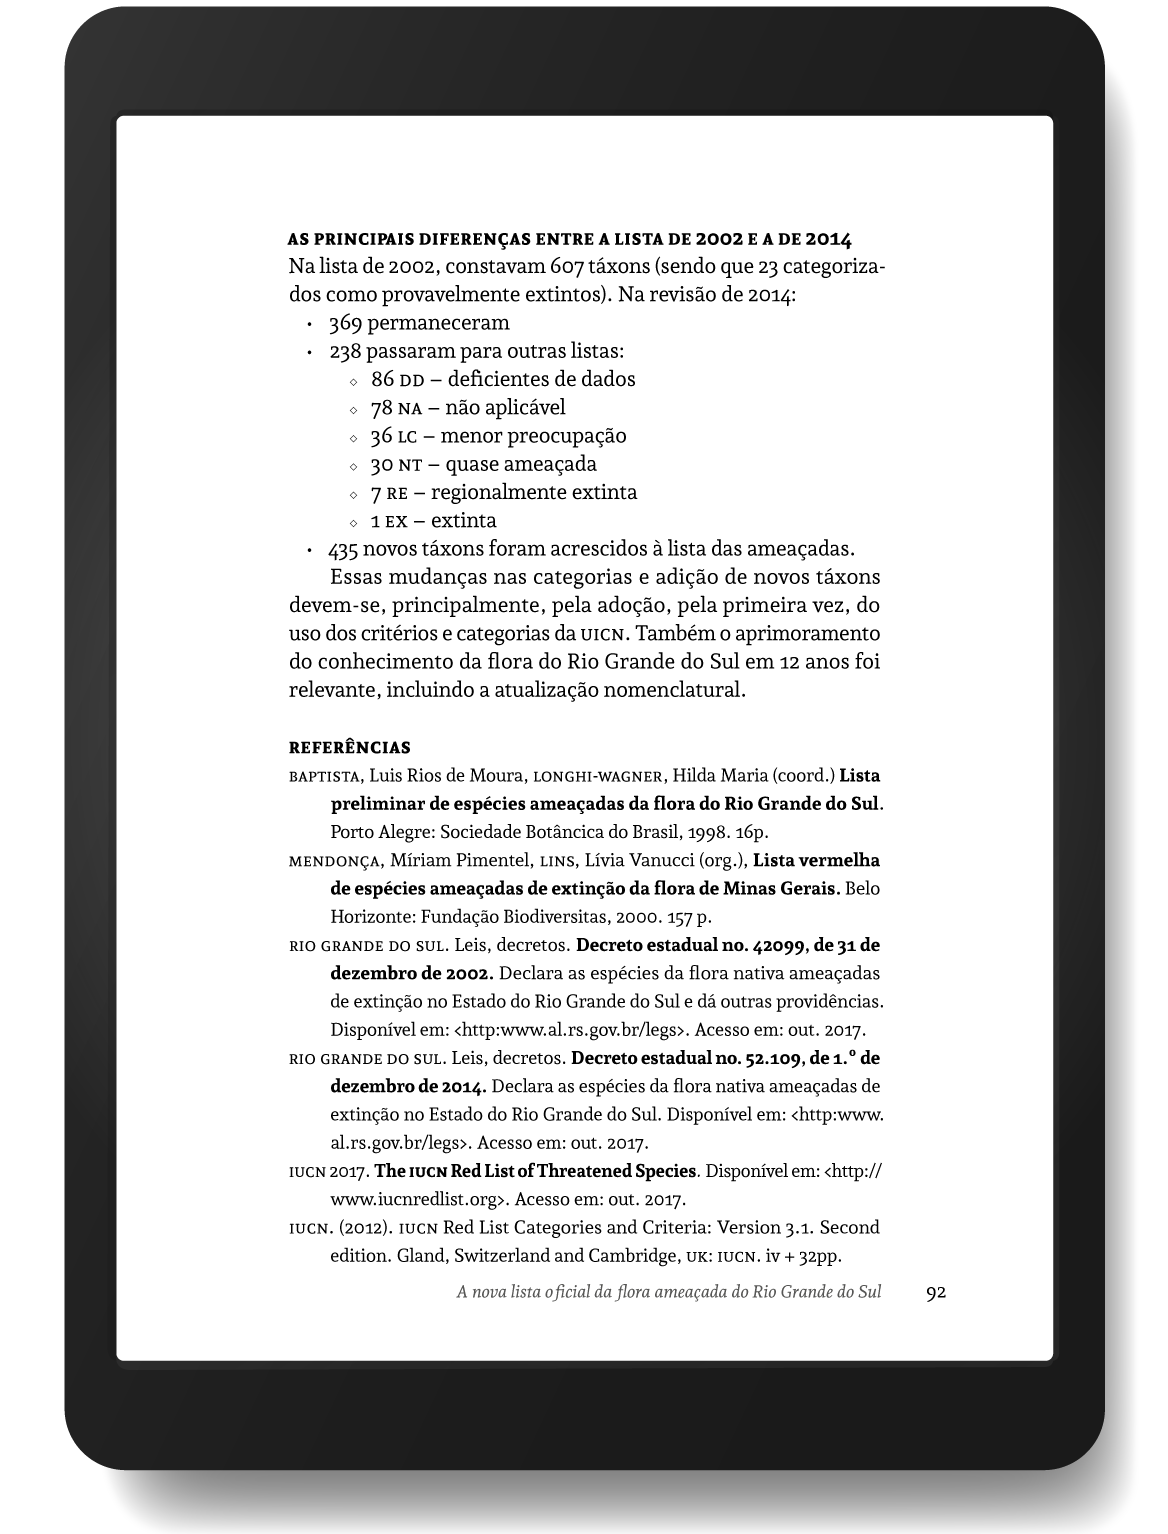 AS PRINCIPAIS DIFERENÇAS ENTRE A LISTA DE 2002 E A DE 2014
Na lista de 2002, constavam 607 táxons (sendo que 23 categoriza-
dos como provavelmente extintos). Na revisão de 2014:
• 369 permaneceram
• 238 passaram para outras listas:
◇ 86 DD – deficientes de dados
◇ 78 NA – não aplicável
◇ 36 LC – menor preocupação
◇ 30 NT – quase ameaçada
◇ 7 RE – regionalmente extinta
◇ 1 EX – extinta
• 435 novos táxons foram acrescidos à lista das ameaçadas.
Essas mudanças nas categorias e adição de novos táxons
devem-se, principalmente, pela adoção, pela primeira vez, do
uso dos critérios e categorias da UICN. Também o aprimoramento
do conhecimento da flora do Rio Grande do Sul em 12 anos foi
relevante, incluindo a atualização nomenclatural.
REFERÊNCIAS
BAPTISTA, Luis Rios de Moura, LONGHI-WAGNER, Hilda Maria (coord.) Lista
preliminar de espécies ameaçadas da flora do Rio Grande do Sul.
Porto Alegre: Sociedade Botâncica do Brasil, 1998. 16p.
MENDONÇA, Míriam Pimentel, LINS, Lívia Vanucci (org.), Lista vermelha
de espécies ameaçadas de extinção da flora de Minas Gerais. Belo
Horizonte: Fundação Biodiversitas, 2000. 157 p.
RIO GRANDE DO SUL. Leis, decretos. Decreto estadual no. 42099, de 31 de
dezembro de 2002. Declara as espécies da flora nativa ameaçadas
de extinção no Estado do Rio Grande do Sul e dá outras providências.
Disponível em: <http:www.al.rs.gov.br/legs>. Acesso em: out. 2017.
RIO GRANDE DO SUL. Leis, decretos. Decreto estadual no. 52.109, de 1.º de
dezembro de 2014. Declara as espécies da flora nativa ameaçadas de
extinção no Estado do Rio Grande do Sul. Disponível em: <http:www.
al.rs.gov.br/legs>. Acesso em: out. 2017.
IUCN 2017. The IUCN Red List of Threatened Species. Disponível em: <http://
www.iucnredlist.org>. Acesso em: out. 2017.
IUCN. (2012). IUCN Red List Categories and Criteria: Version 3.1. Second
edition. Gland, Switzerland and Cambridge, UK: IUCN. iv + 32pp.
A nova lista oficial da flora ameaçada do Rio Grande do Sul 92